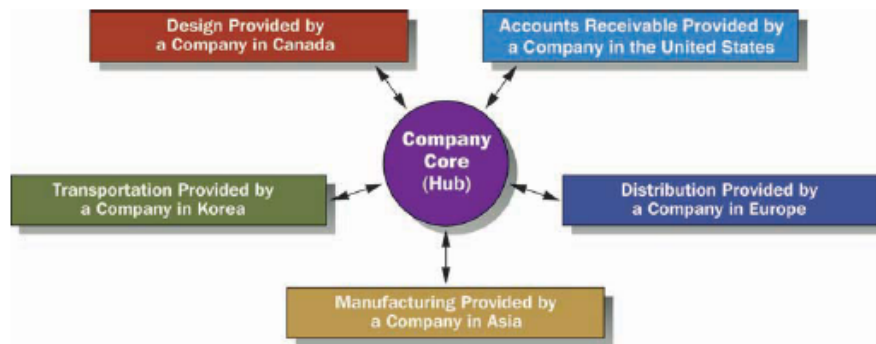 Design Provided by
a Company in Canada
Accounts Receivable Provided by
a Company in the United States
Company
Core
(Hub)
Transportation Provided by
a Company in Korea
Distribution Provided by
a Company in Europe
Manufacturing Provided by
a Company in Asia